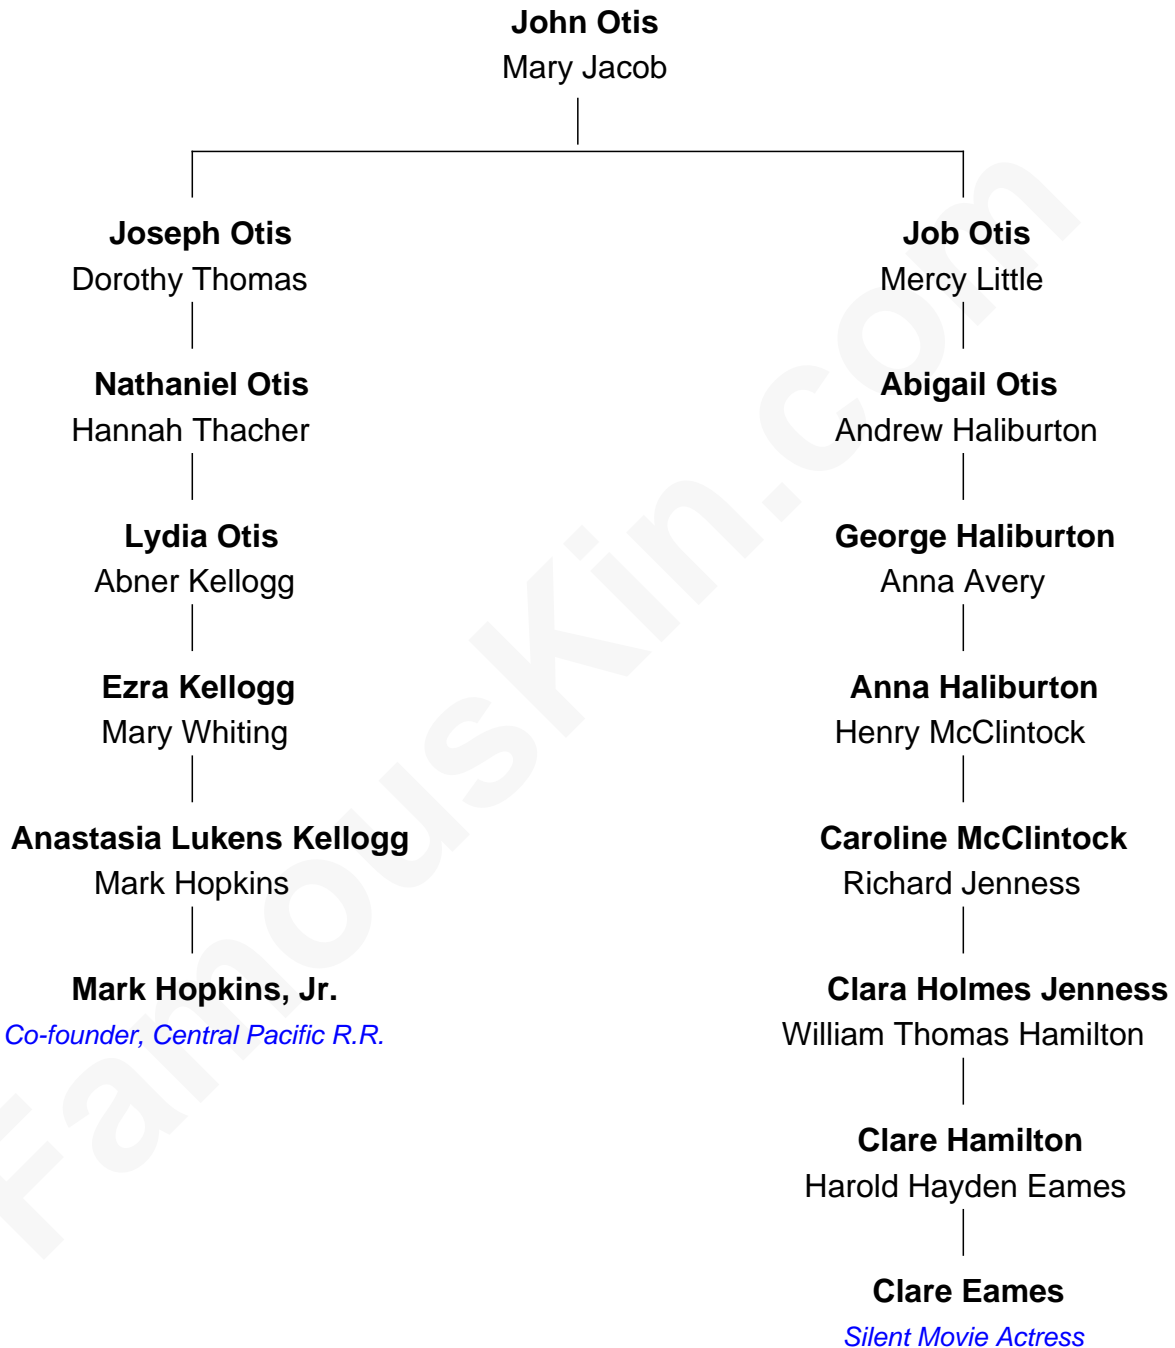 John Otis
Mary Jacob
Joseph Otis
Dorothy Thomas
Nathaniel Otis
Hannah Thacher
Lydia Otis
Abner Kellogg
Ezra Kellogg
Mary Whiting
Anastasia Lukens Kellogg
Mark Hopkins
Mark Hopkins, Jr.
Co-founder, Central Pacific R.R.
Job Otis
Mercy Little
Abigail Otis
Andrew Haliburton
George Haliburton
Anna Avery
Anna Haliburton
Henry McClintock
Caroline McClintock
Richard Jenness
Clara Holmes Jenness
William Thomas Hamilton
Clare Hamilton
Harold Hayden Eames
Clare Eames
Silent Movie Actress
FamousKin.com